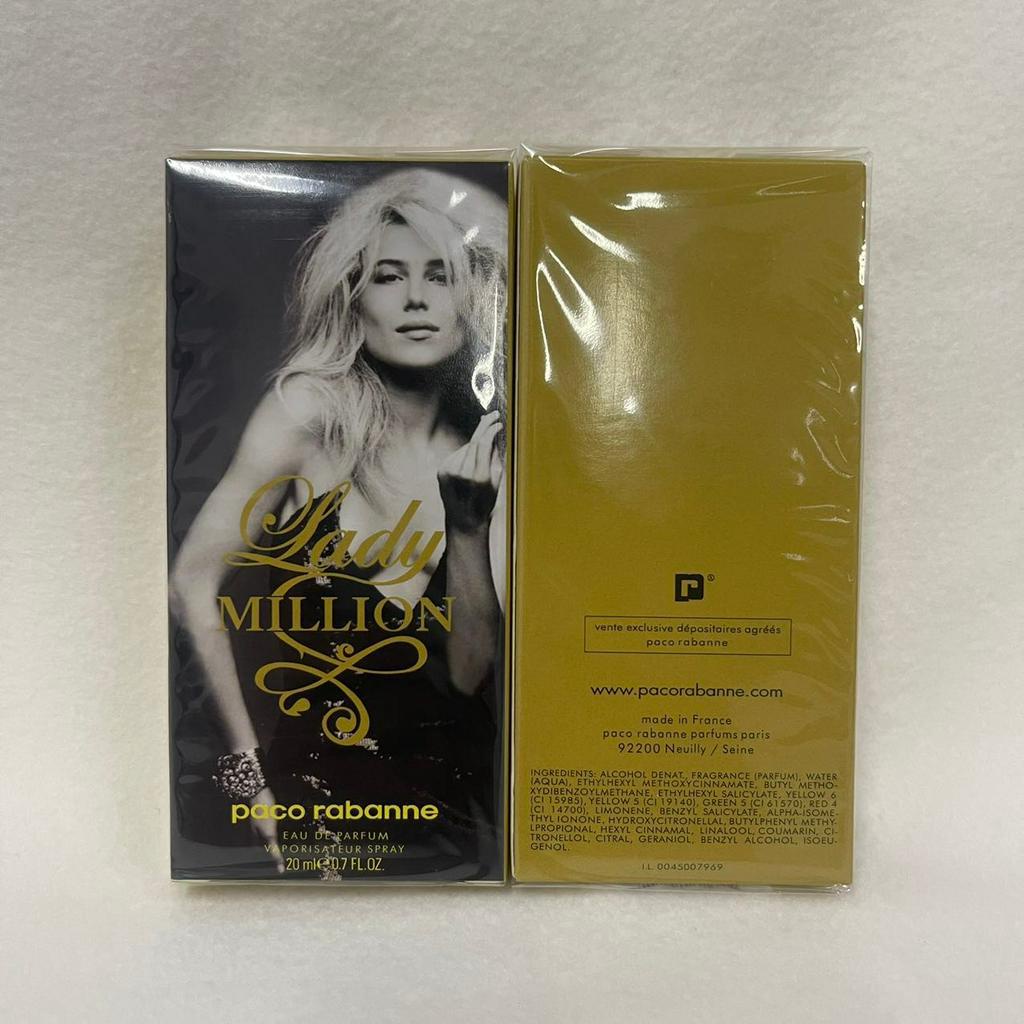 Lady
MILLION
paco rabanne
EAU DE PARFUM
VAPORISATEUR SPRAY
20 ml e 0.7 FL.OZ.
r®
vente exclusive dépositaires agréés
paco rabanne
www.pacorabanne.com
made in France
paco rabanne parfums paris
92200 Neuilly / Seine
INGREDIENTS: ALCOHOL DENAT., FRAGRANCE (PARFUM), WATER
(AQUA), ETHYLHEXYL METHOXYCINNAMATE, BUTYL METHO-
XYDIBENZOYLMETHANE, ETHYLHEXYL SALICYLATE, YELLOW 6
(CI 15985), YELLOW 5 (CI 19140), GREEN 5 (CI 61570), RED 4
(CI 14700), LIMONENE, BENZYL SALICYLATE, ALPHA-ISOME-
THYL IONONE, HYDROXYCITRONELLAL, BUTYLPHENYL METHY-
LPROPIONAL, HEXYL CINNAMAL, LINALOOL, COUMARIN, CI-
TRONELLOL, CITRAL, GERANIOL, BENZYL ALCOHOL, ISOEU-
GENOL.
I.L. 0045007969